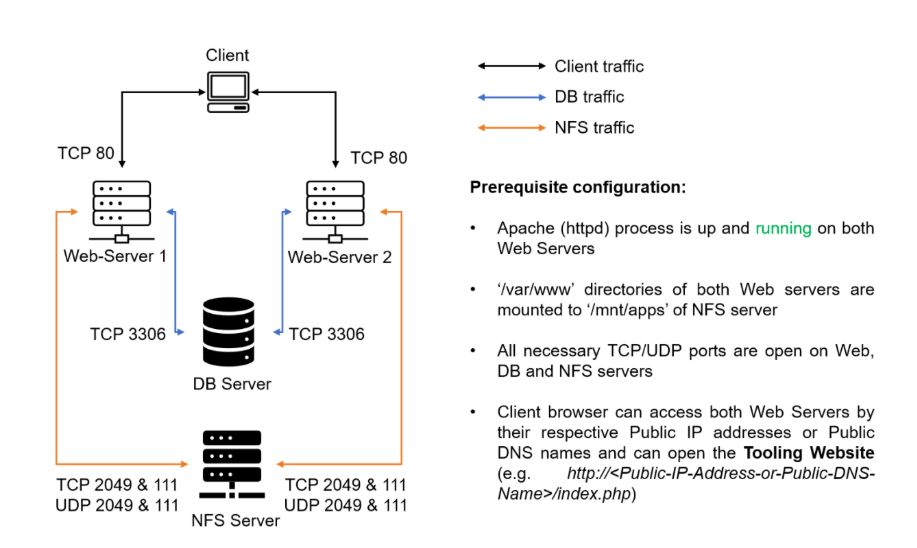 Client
TCP 80
TCP 80
Web-Server 1
Web-Server 2
TCP 3306
TCP 3306
DB Server
TCP 2049 & 111
UDP 2049 & 111
TCP 2049 & 111
UDP 2049 & 111
NFS Server
Client traffic
DB traffic
NFS traffic
Prerequisite configuration:
• Apache (httpd) process is up and running on both
Web Servers
• ‘/var/www’ directories of both Web servers are
mounted to ‘/mnt/apps’ of NFS server
• All necessary TCP/UDP ports are open on Web,
DB and NFS servers
• Client browser can access both Web Servers by
their respective Public IP addresses or Public
DNS names and can open the Tooling Website
(e.g. http://<Public-IP-Address-or-Public-DNS-
Name>/index.php)